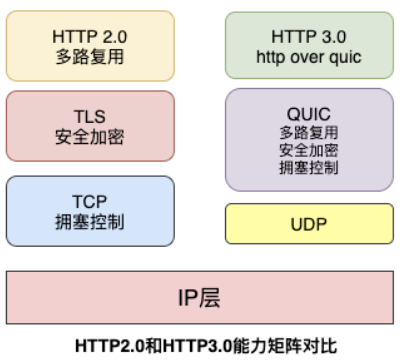 HTTP 2.0
多路复用
TLS
安全加密
TCP
拥塞控制
HTTP 3.0
http over quic
QUIC
多路复用
安全加密
拥塞控制
UDP
IP层
HTTP2.0和HTTP3.0能力矩阵对比